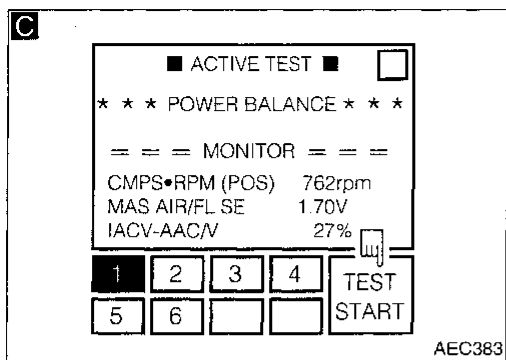 C
■ ACTIVE TEST ■
* * * POWER BALANCE * * *
= = = MONITOR = = =
CMPS•RPM (POS) 762rpm
MAS AIR/FL SE 1.70V
IACV-AAC/V 27%
1 2 3 4 TEST
5 6 START
AEC383